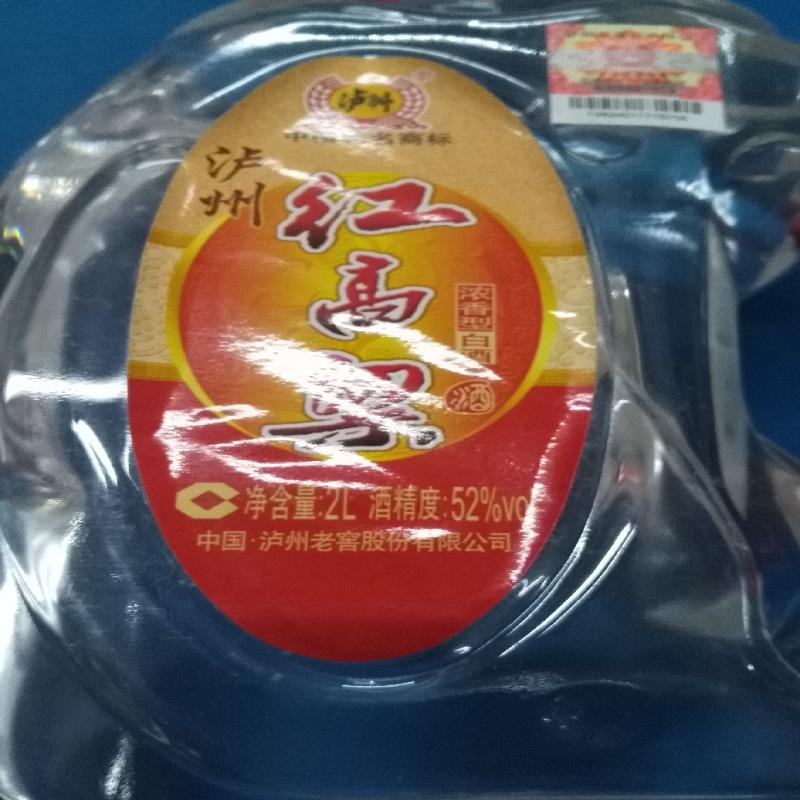 泸州
中国驰名商标
泸州
红高粱
浓香型白酒
酒
净含量:2L 酒精度:52%vo
中国·泸州老窖股份有限公司